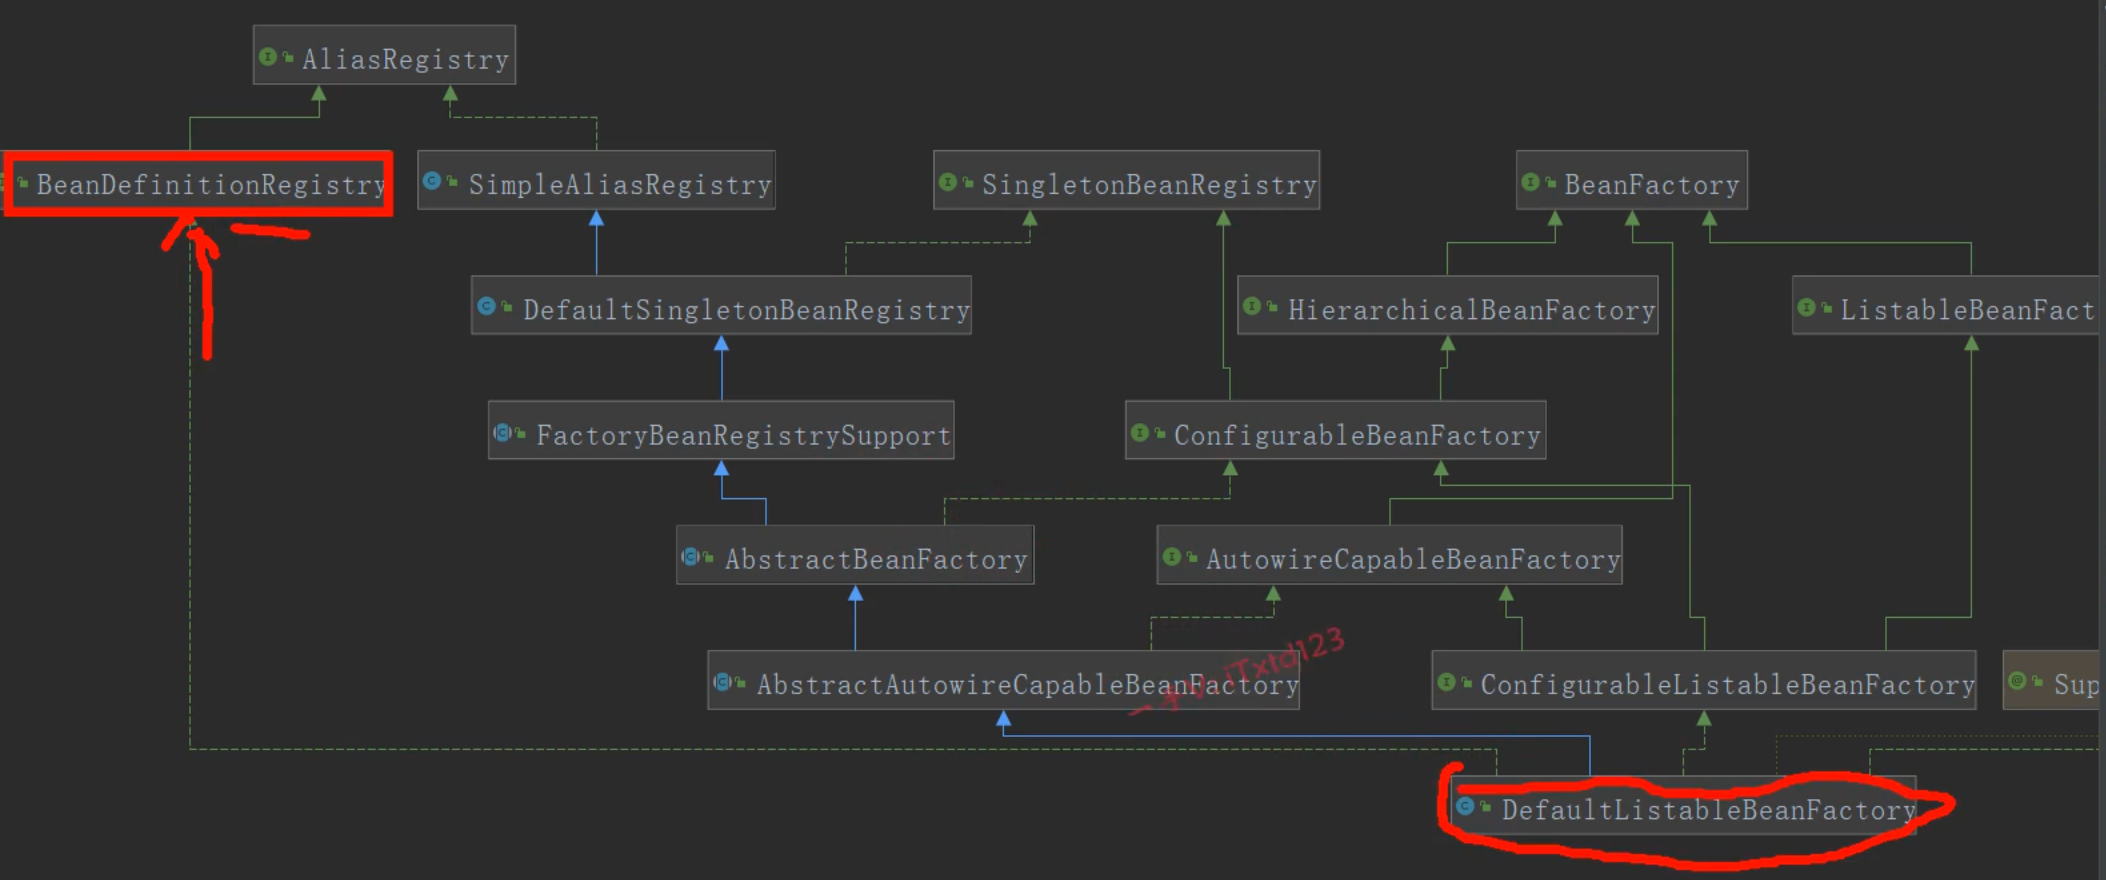 AliasRegistry
BeanDefinitionRegistry
SimpleAliasRegistry
SingletonBeanRegistry
BeanFactory
DefaultSingletonBeanRegistry
HierarchicalBeanFactory
ListableBeanFact
FactoryBeanRegistrySupport
ConfigurableBeanFactory
AbstractBeanFactory
AutowireCapableBeanFactory
AbstractAutowireCapableBeanFactory
ConfigurableListableBeanFactory
Sup
iTxtd123
DefaultListableBeanFactory